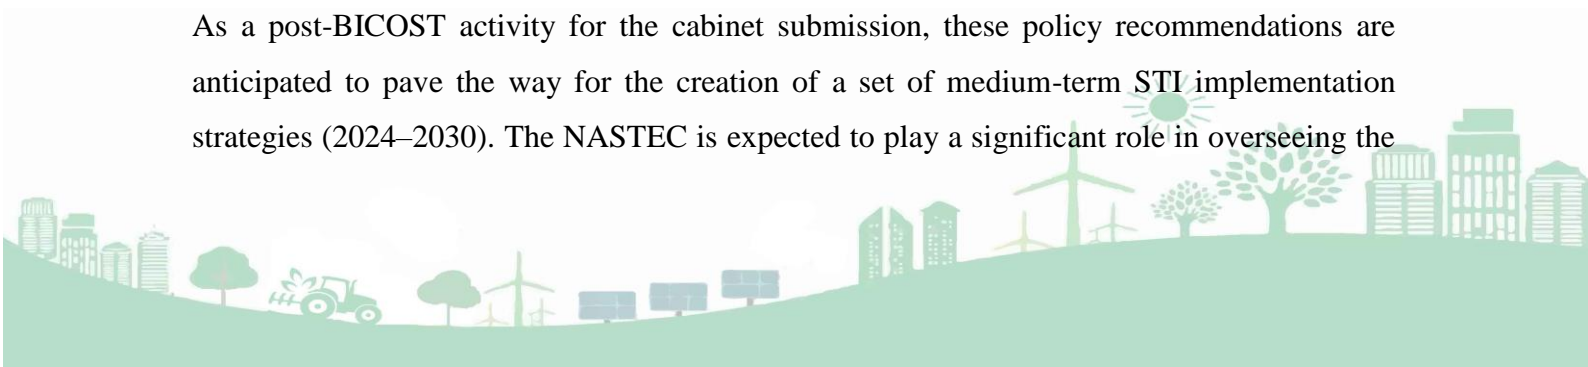 As a post-BICOST activity for the cabinet submission, these policy recommendations are
anticipated to pave the way for the creation of a set of medium-term STI implementation
strategies (2024–2030). The NASTEC is expected to play a significant role in overseeing the